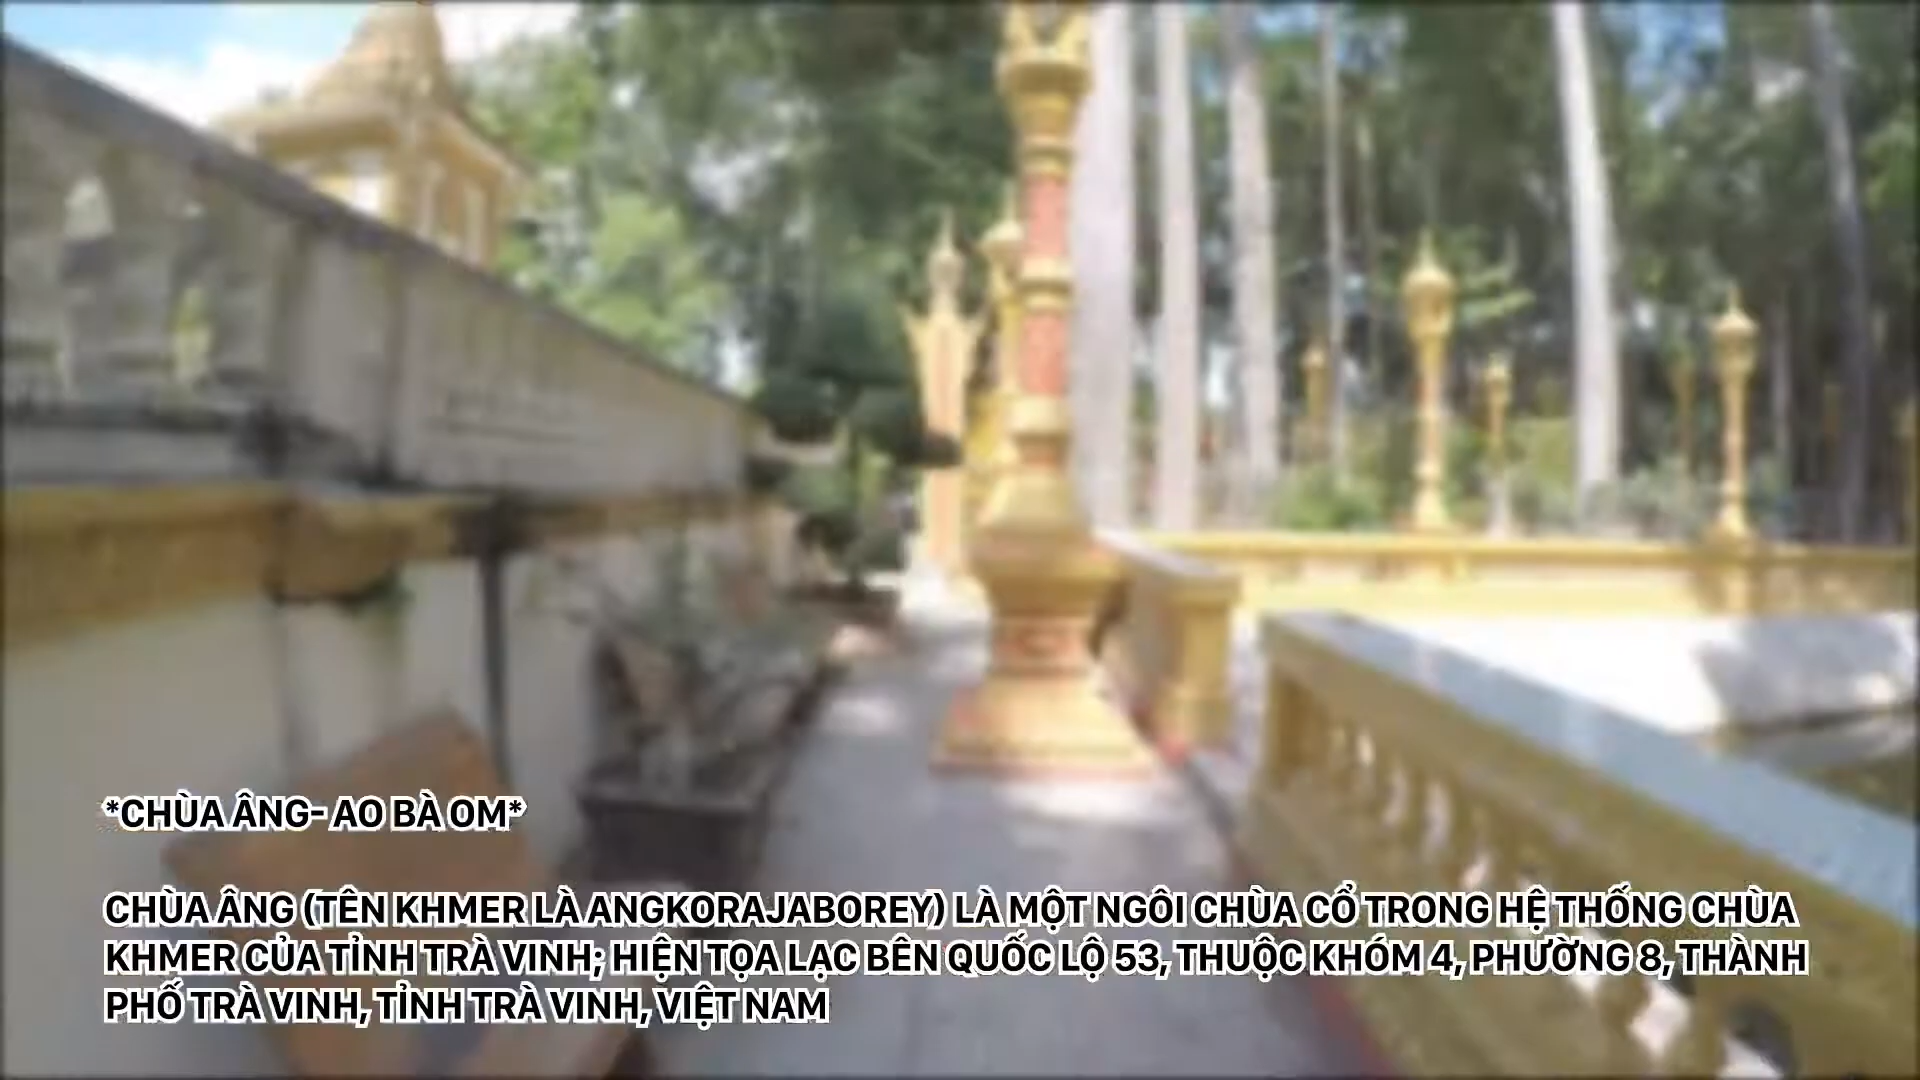 *CHÙA ÂNG- AO BÀ OM*
CHÙA ÂNG (TÊN KHMER LÀ ANGKORAJABOREY) LÀ MỘT NGÔI CHÙA CỔ TRONG HỆ THỐNG CHÙA
KHMER CỦA TỈNH TRÀ VINH; HIỆN TỌA LẠC BÊN QUỐC LỘ 53, THUỘC KHÓM 4, PHƯỜNG 8, THÀNH
PHỐ TRÀ VINH, TỈNH TRÀ VINH, VIỆT NAM